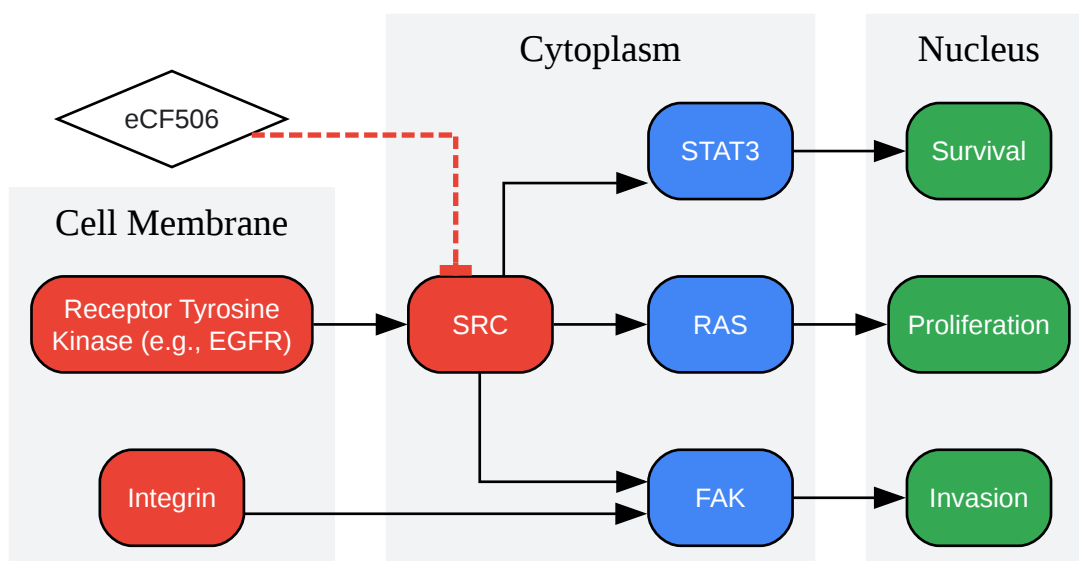 Cytoplasm
Nucleus
eCF506
STAT3
Survival
Cell Membrane
Receptor Tyrosine
Kinase (e.g., EGFR)
SRC
RAS
Proliferation
Integrin
FAK
Invasion